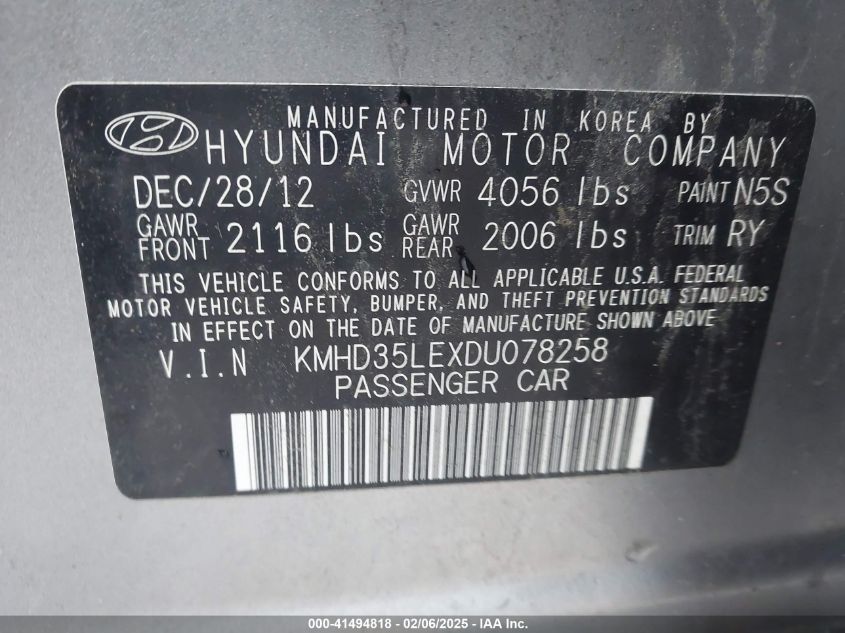 MANUFACTURED IN KOREA BY
HYUNDAI MOTOR COMPANY
DEC/28/12 GVWR 4056 lbs PAINT N5S
GAWR FRONT 2116 lbs GAWR REAR 2006 lbs TRIM RY
THIS VEHICLE CONFORMS TO ALL APPLICABLE U.S.A. FEDERAL
MOTOR VEHICLE SAFETY, BUMPER, AND THEFT PREVENTION STANDARDS
IN EFFECT ON THE DATE OF MANUFACTURE SHOWN ABOVE
V.I.N KMHD35LEXDU078258
PASSENGER CAR
000-41494818 - 02/06/2025 - IAA Inc.